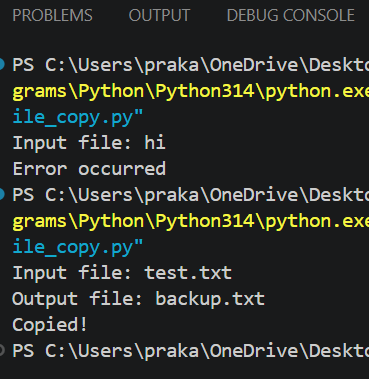 PROBLEMS OUTPUT DEBUG CONSOLE
PS C:\Users\praka\OneDrive\Deskto
grams\Python\Python314\python.exe
ile_copy.py"
Input file: hi
Error occurred
PS C:\Users\praka\OneDrive\Deskto
grams\Python\Python314\python.exe
ile_copy.py"
Input file: test.txt
Output file: backup.txt
Copied!
PS C:\Users\praka\OneDrive\Deskto